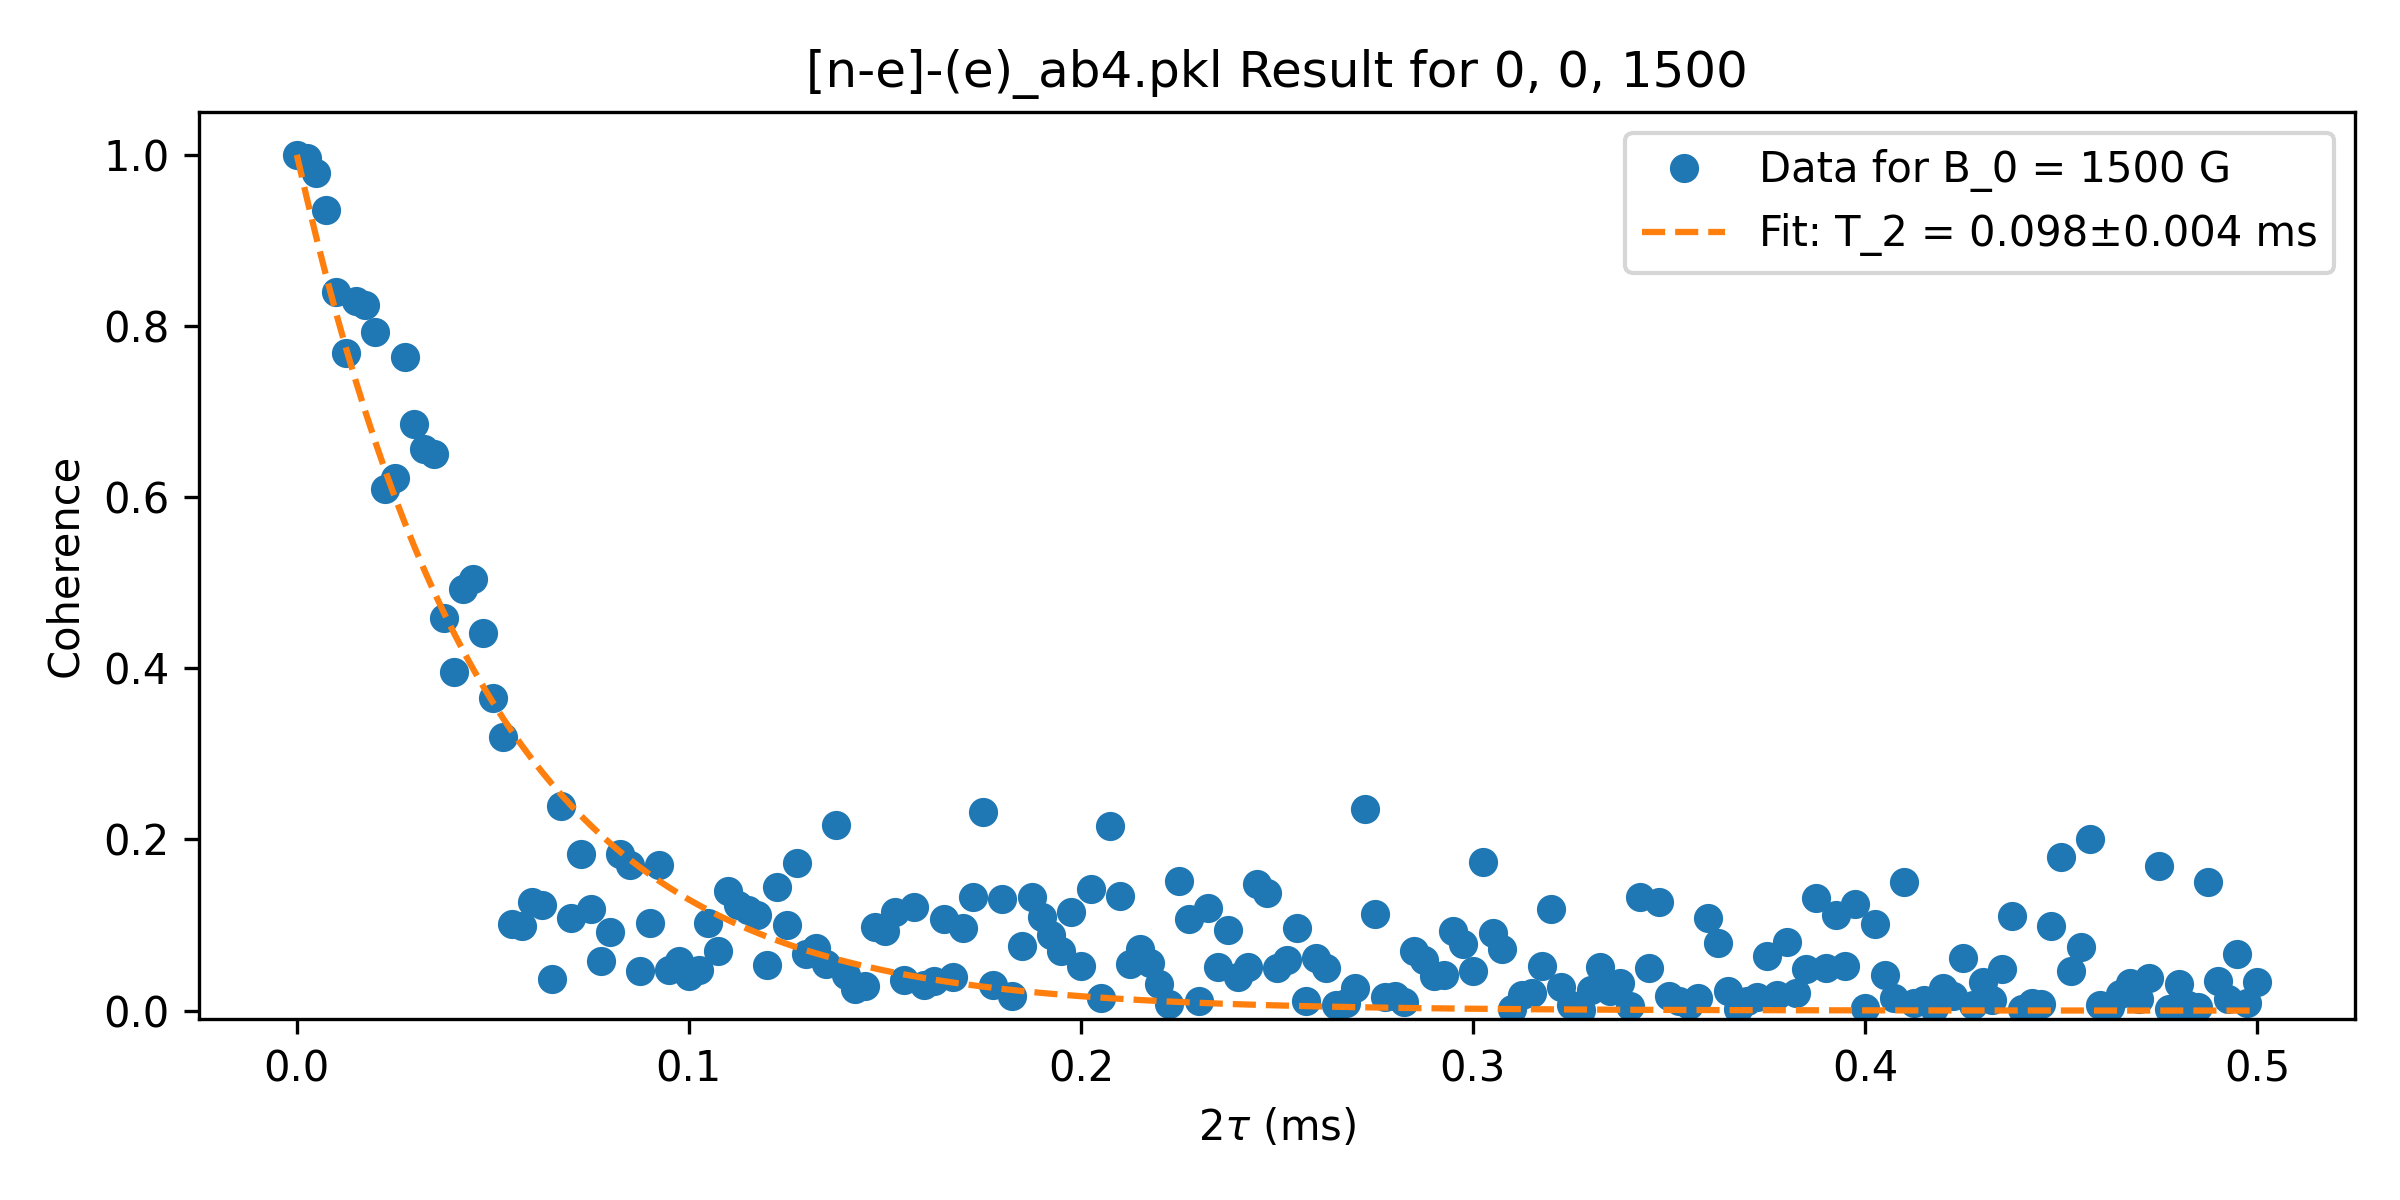 [n-e]-(e)_ab4.pkl Result for 0, 0, 1500
Data for B_0 = 1500 G
Fit: T_2 = 0.098±0.004 ms
Coherence
1.0
0.8
0.6
0.4
0.2
0.0
0.0 0.1 0.2 0.3 0.4 0.5
2τ (ms)